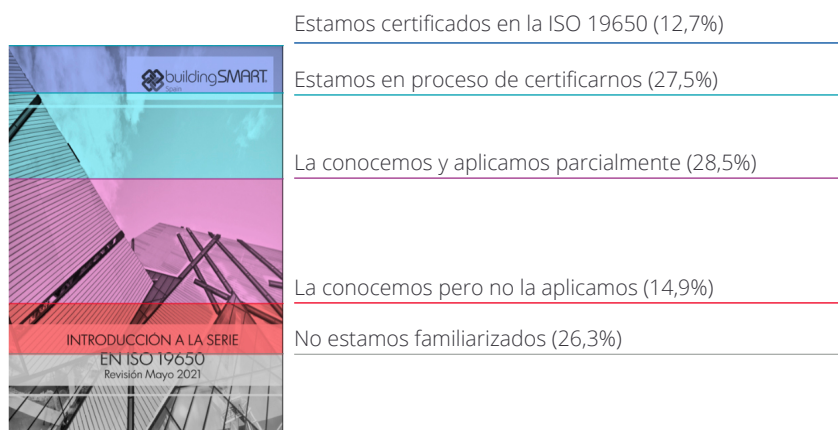 Estamos certificados en la ISO 19650 (12,7%)
buildingSMART
Spain
Estamos en proceso de certificarnos (27,5%)
La conocemos y aplicamos parcialmente (28,5%)
La conocemos pero no la aplicamos (14,9%)
No estamos familiarizados (26,3%)
INTRODUCCIÓN A LA SERIE
EN ISO 19650
Revisión Mayo 2021